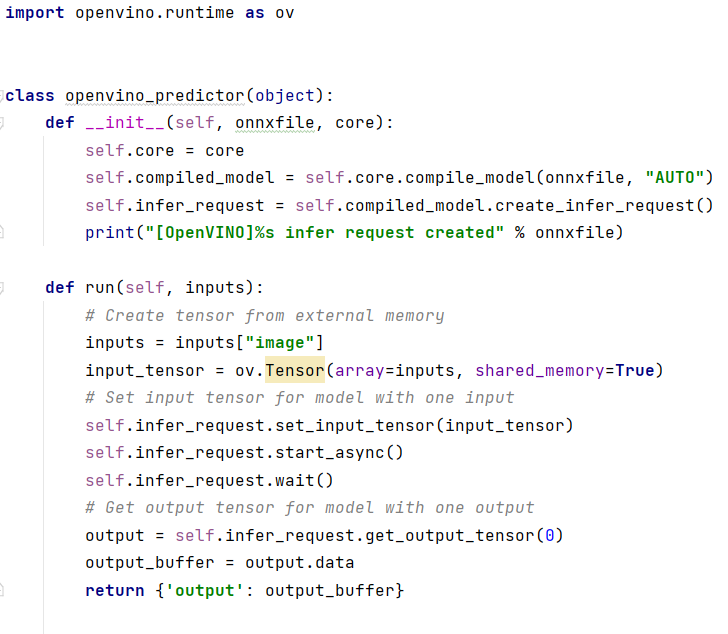 import openvino.runtime as ov
class openvino_predictor(object):
def __init__(self, onnxfile, core):
self.core = core
self.compiled_model = self.core.compile_model(onnxfile, "AUTO")
self.infer_request = self.compiled_model.create_infer_request()
print("[OpenVINO]%s infer request created" % onnxfile)
def run(self, inputs):
# Create tensor from external memory
inputs = inputs["image"]
input_tensor = ov.Tensor(array=inputs, shared_memory=True)
# Set input tensor for model with one input
self.infer_request.set_input_tensor(input_tensor)
self.infer_request.start_async()
self.infer_request.wait()
# Get output tensor for model with one output
output = self.infer_request.get_output_tensor(0)
output_buffer = output.data
return {'output': output_buffer}